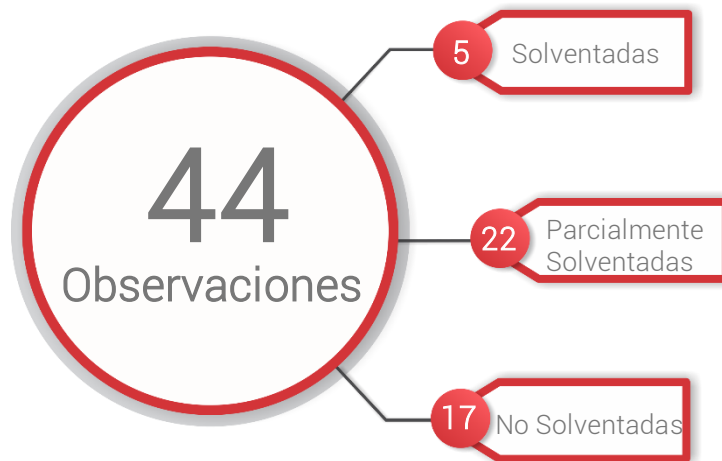 44
Observaciones
5
Solventadas
22
Parcialmente
Solventadas
17
No Solventadas